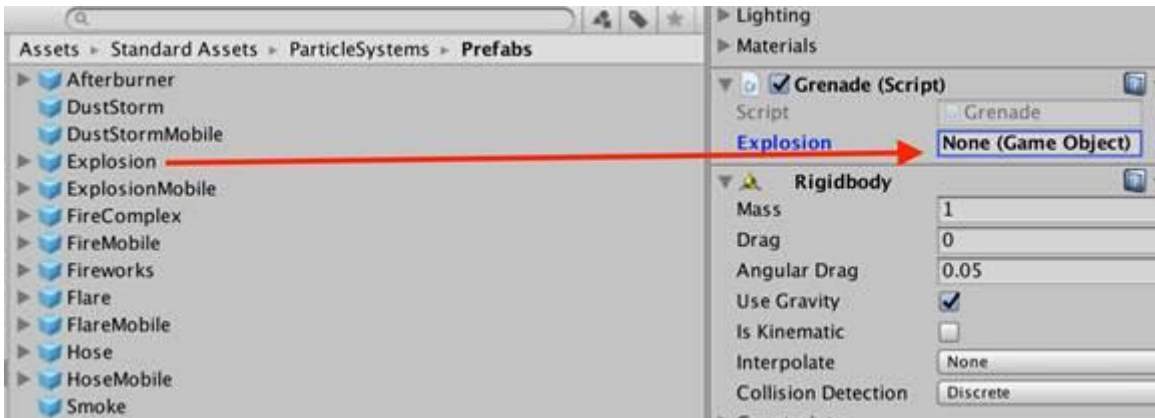 Assets ▸ Standard Assets ▸ ParticleSystems ▸ Prefabs
Afterburner
DustStorm
DustStormMobile
Explosion
ExplosionMobile
FireComplex
FireMobile
Fireworks
Flare
FlareMobile
Hose
HoseMobile
Smoke
Lighting
Materials
Grenade (Script)
Script Grenade
Explosion None (Game Object)
Rigidbody
Mass 1
Drag 0
Angular Drag 0.05
Use Gravity
Is Kinematic
Interpolate None
Collision Detection Discrete